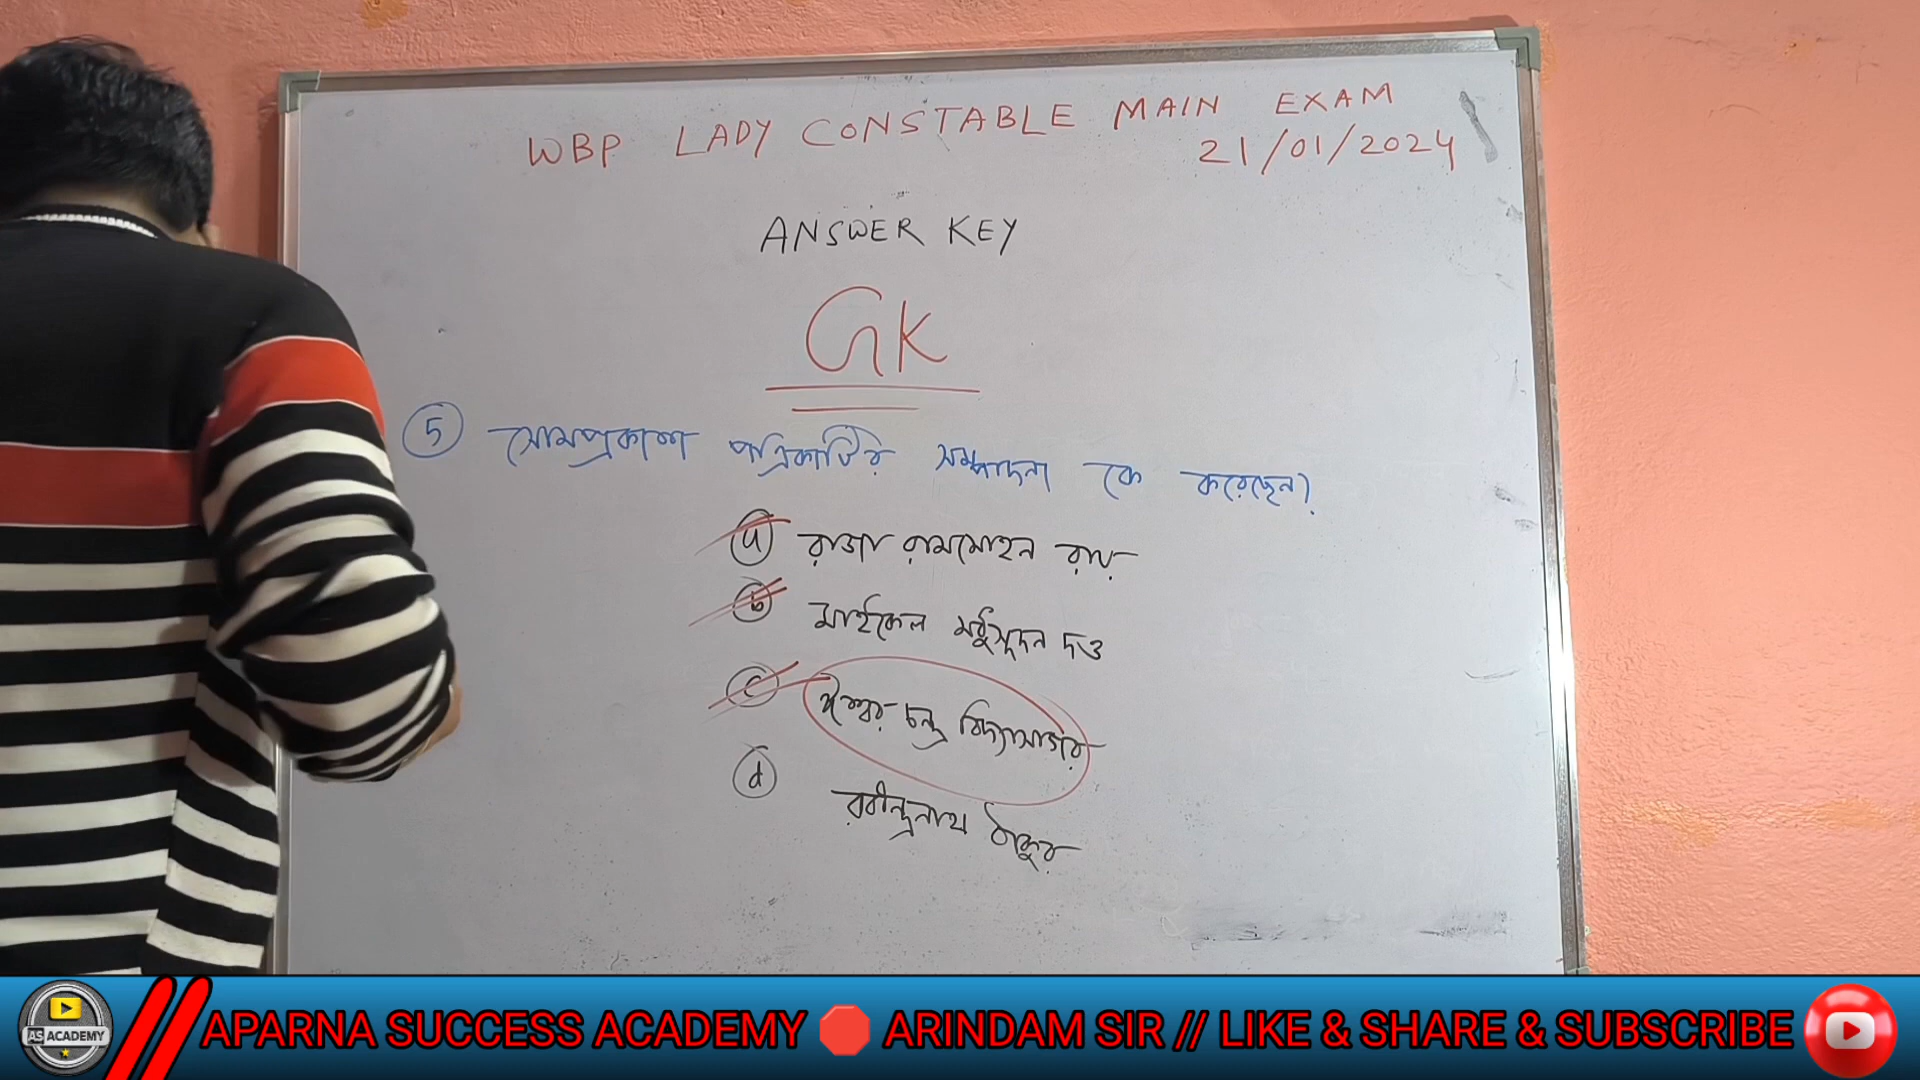 WBP LADY CONSTABLE MAIN EXAM
21/01/2024
ANSWER KEY
GK
5 সোমপ্রকাশ পত্রিকাটির সম্পাদনা কে করেছেন?
a রাজা রামমোহন রায়
b মাইকেল মধুসূদন দত্ত
c ঈশ্বর চন্দ্র বিদ্যাসাগর
d রবীন্দ্রনাথ ঠাকুর
AS ACADEMY
APARNA SUCCESS ACADEMY ARINDAM SIR // LIKE & SHARE & SUBSCRIBE